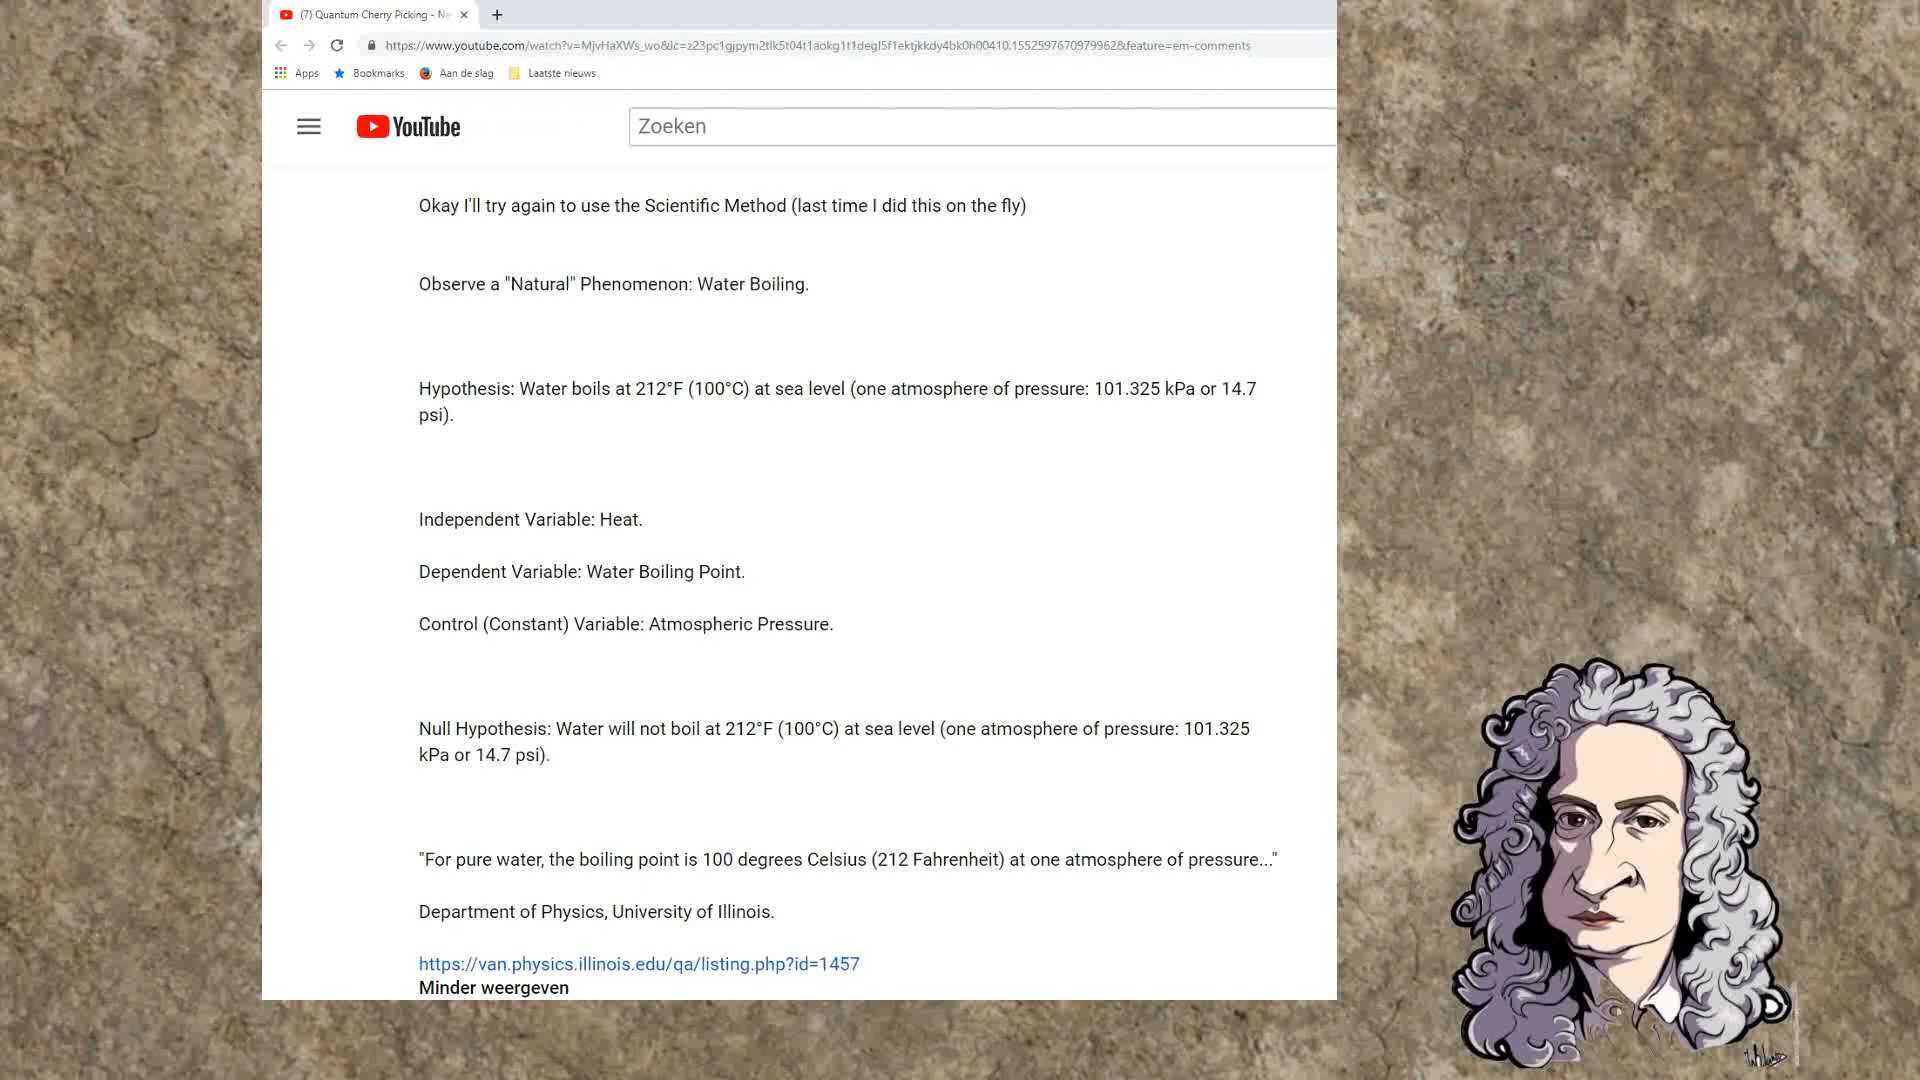 (7) Quantum Cherry Picking - Na
https://www.youtube.com/watch?v=MjvHaXWs_wo&lc=z23pc1gjpym2tlk5t04t1aokg1t1degl5f1ektjkkdy4bk0h00410.1552597670979962&feature=em-comments
Apps Bookmarks Aan de slag Laatste nieuws
YouTube Zoeken
Okay I'll try again to use the Scientific Method (last time I did this on the fly)
Observe a "Natural" Phenomenon: Water Boiling.
Hypothesis: Water boils at 212°F (100°C) at sea level (one atmosphere of pressure: 101.325 kPa or 14.7
psi).
Independent Variable: Heat.
Dependent Variable: Water Boiling Point.
Control (Constant) Variable: Atmospheric Pressure.
Null Hypothesis: Water will not boil at 212°F (100°C) at sea level (one atmosphere of pressure: 101.325
kPa or 14.7 psi).
"For pure water, the boiling point is 100 degrees Celsius (212 Fahrenheit) at one atmosphere of pressure..."
Department of Physics, University of Illinois.
https://van.physics.illinois.edu/qa/listing.php?id=1457
Minder weergeven